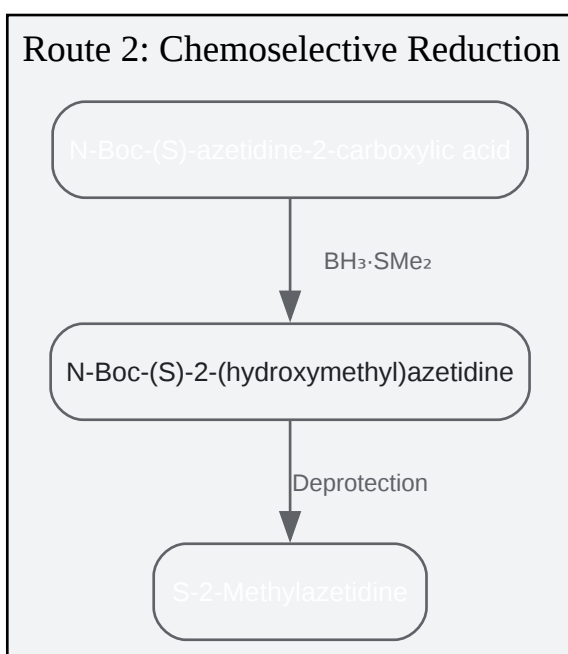 Route 2: Chemoselective Reduction
N-Boc-(S)-azetidine-2-carboxylic acid
BH₃·SMe₂
N-Boc-(S)-2-(hydroxymethyl)azetidine
Deprotection
S-2-Methylazetidine